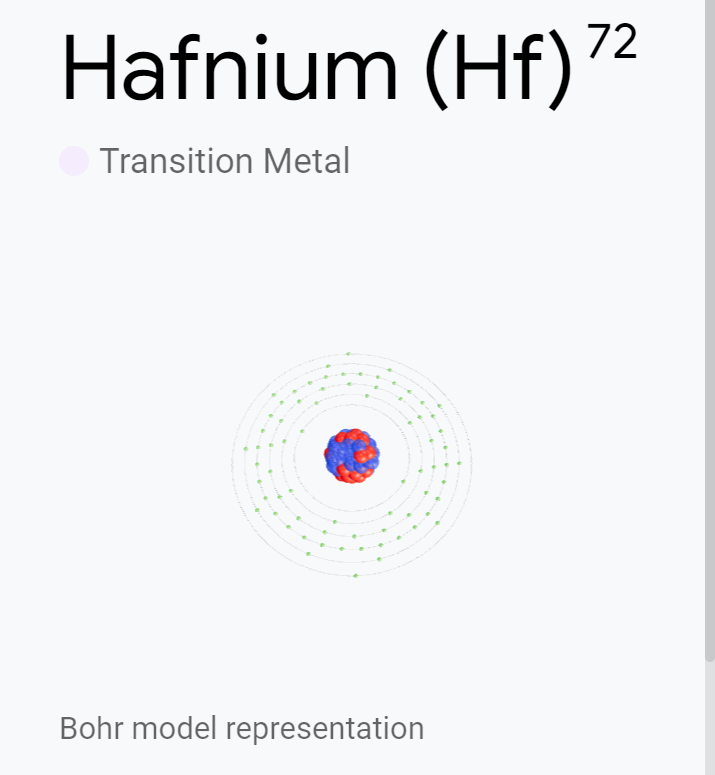 Hafnium (Hf)⁷²
Transition Metal
Bohr model representation